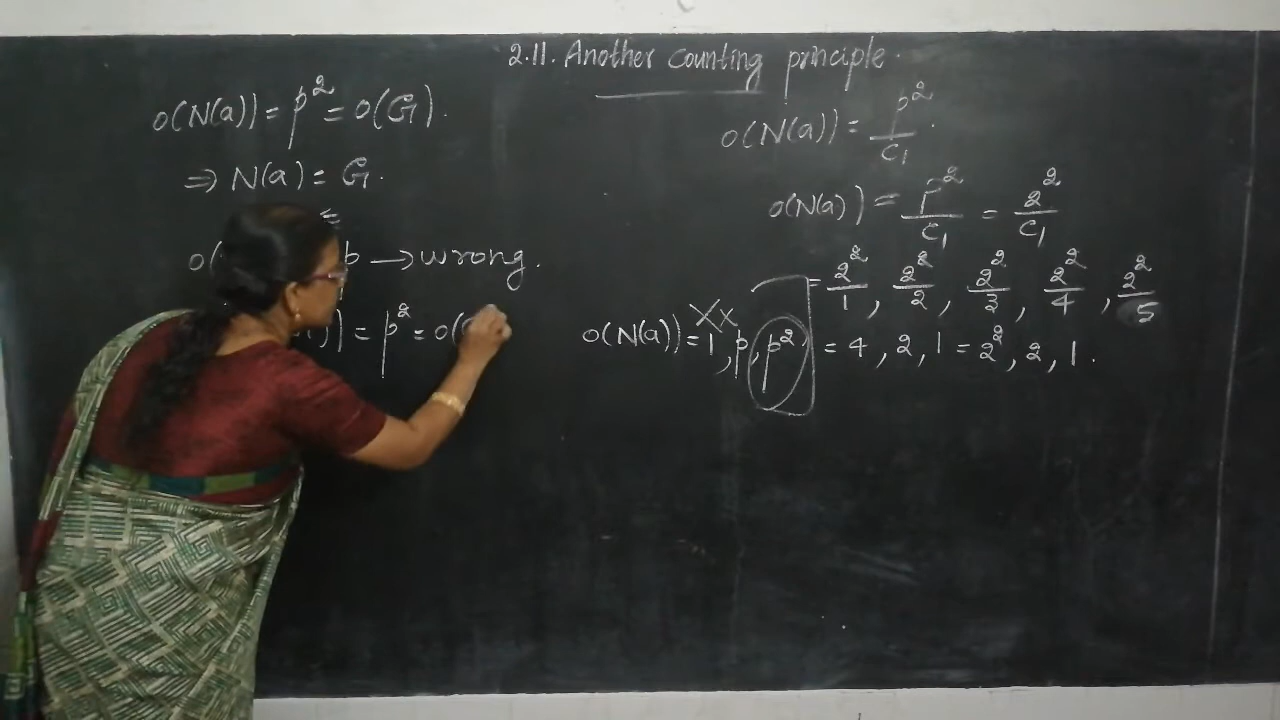 2.11. Another counting principle.
o(N(a)) = p² = o(G).
⇒ N(a) = G.
=
o( p → wrong.
) = p² = o(
o(N(a)) = p²/c₁.
o(N(a)) = p²/c₁ = 2²/c₁
= 2²/1, 2²/2, 2²/3, 2²/4, 2²/5
o(N(a)) = 1, p, p², = 4, 2, 1 = 2², 2, 1.